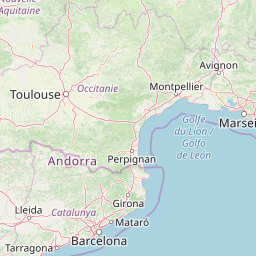 Nouvelle-
Aquitaine
Avignon
Montpellier
Occitanie
Toulouse
Golfe
du Lion /
Golfo
de León
Marsei
Andorra
Perpignan
Girona
Lleida
Catalunya
Mataró
Barcelona
Tarragona